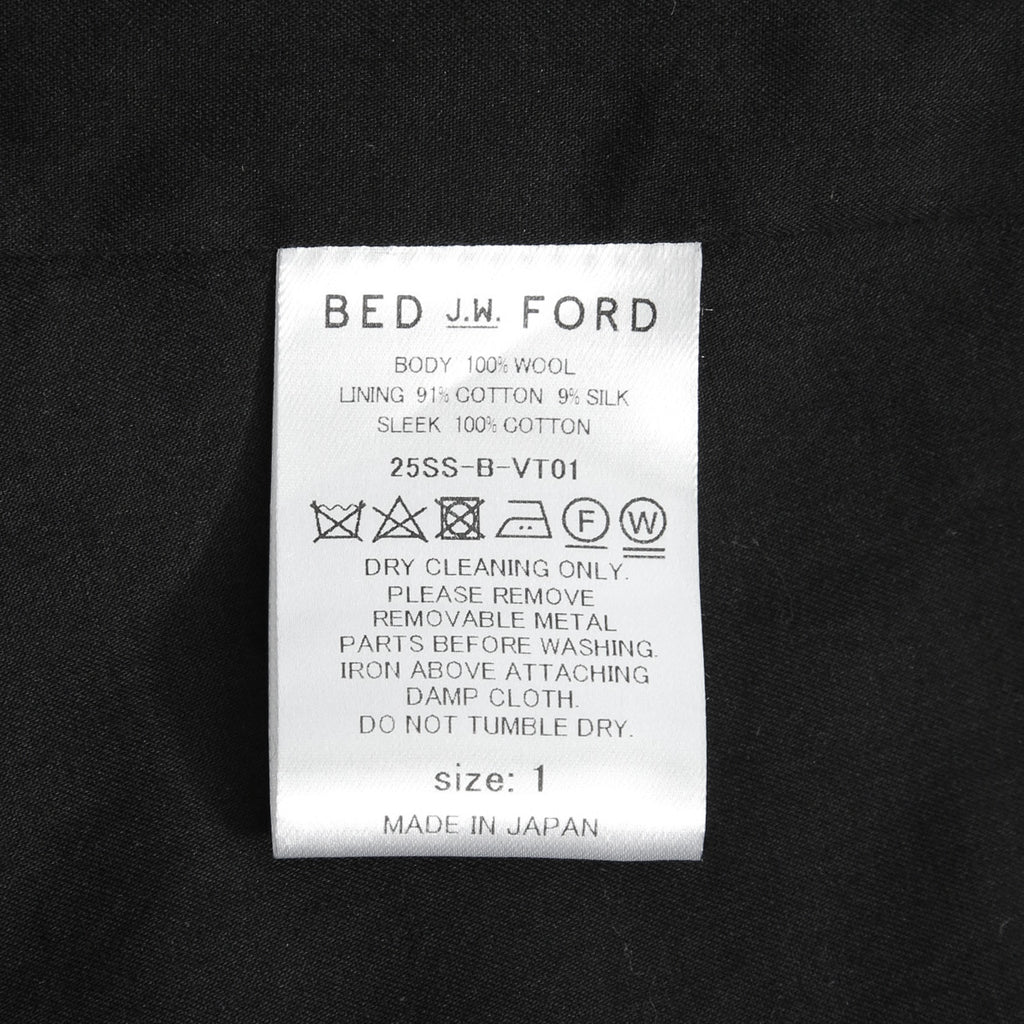 BED J.W. FORD
BODY 100% WOOL
LINING 91% COTTON 9% SILK
SLEEK 100% COTTON
25SS-B-VT01
F W
DRY CLEANING ONLY.
PLEASE REMOVE
REMOVABLE METAL
PARTS BEFORE WASHING.
IRON ABOVE ATTACHING
DAMP CLOTH.
DO NOT TUMBLE DRY.
size: 1
MADE IN JAPAN